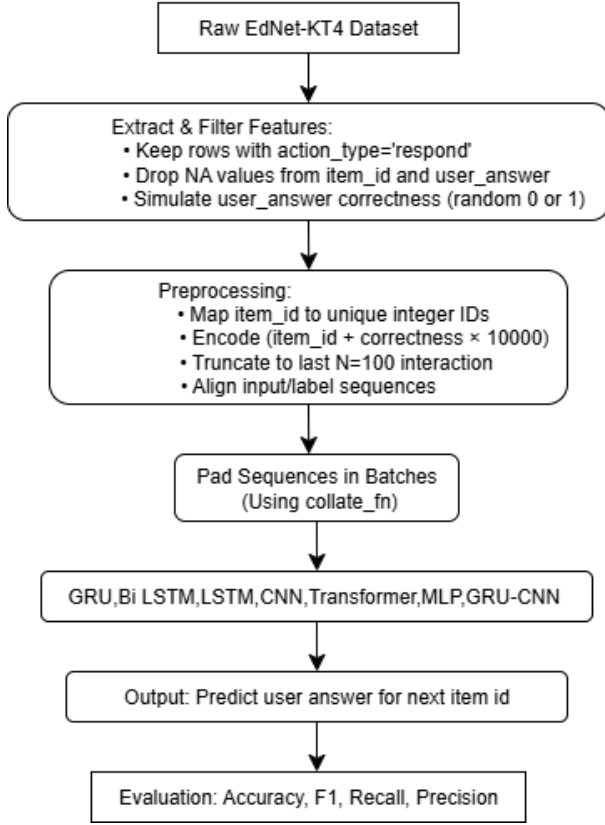 Raw EdNet-KT4 Dataset
Extract & Filter Features:
• Keep rows with action_type='respond'
• Drop NA values from item_id and user_answer
• Simulate user_answer correctness (random 0 or 1)
Preprocessing:
• Map item_id to unique integer IDs
• Encode (item_id + correctness × 10000)
• Truncate to last N=100 interaction
• Align input/label sequences
Pad Sequences in Batches
(Using collate_fn)
GRU,Bi LSTM,LSTM,CNN,Transformer,MLP,GRU-CNN
Output: Predict user answer for next item id
Evaluation: Accuracy, F1, Recall, Precision